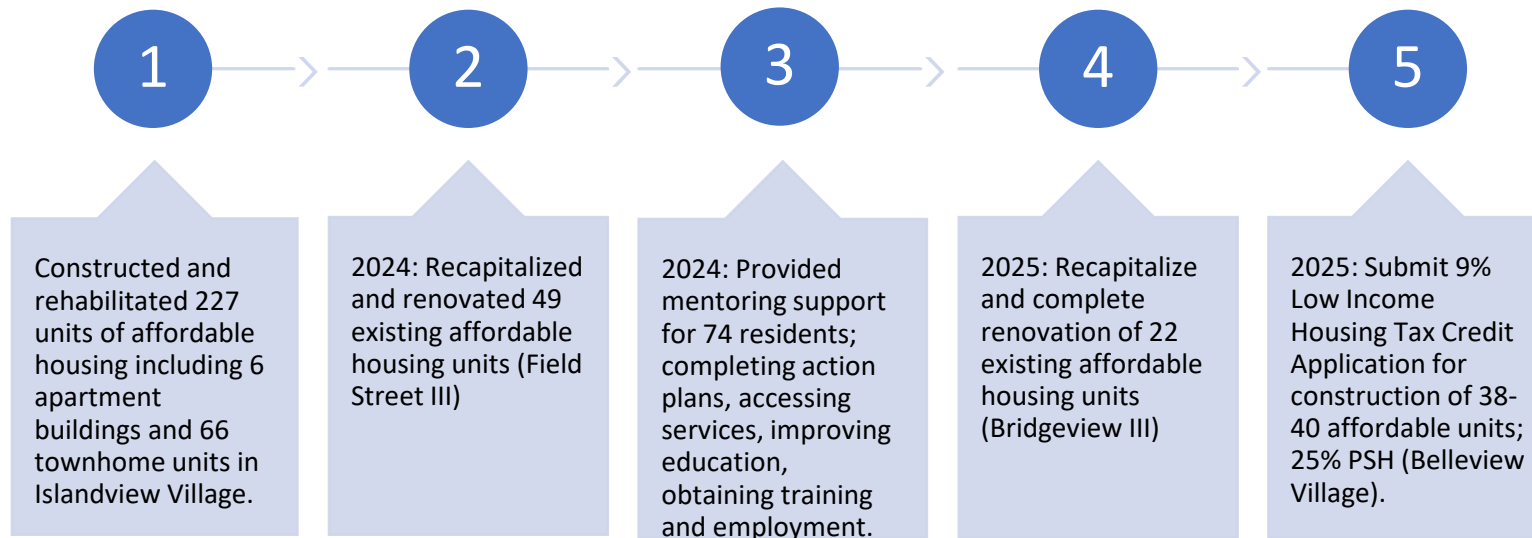 1
2
3
4
5
Constructed and
rehabilitated 227
units of affordable
housing including 6
apartment
buildings and 66
townhome units in
Islandview Village.
2024: Recapitalized
and renovated 49
existing affordable
housing units (Field
Street III)
2024: Provided
mentoring support
for 74 residents;
completing action
plans, accessing
services, improving
education,
obtaining training
and employment.
2025: Recapitalize
and complete
renovation of 22
existing affordable
housing units
(Bridgeview III)
2025: Submit 9%
Low Income
Housing Tax Credit
Application for
construction of 38-
40 affordable units;
25% PSH (Belleview
Village).